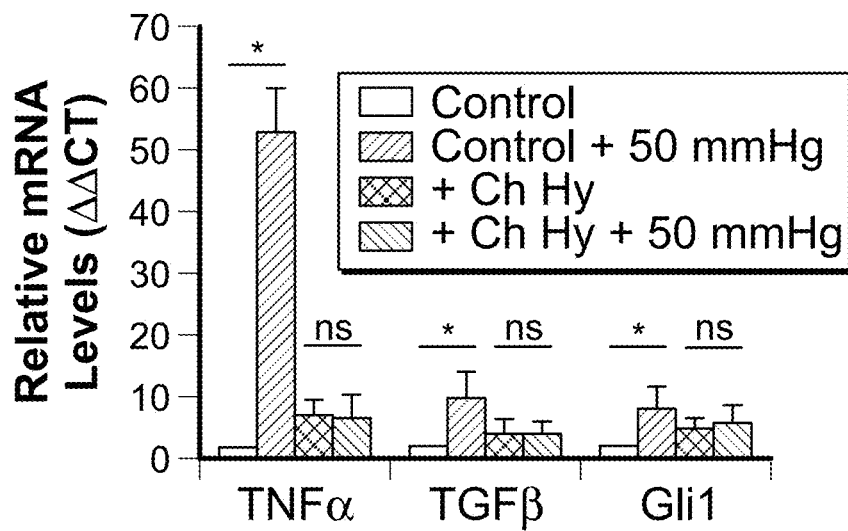 70
60
50
40
30
20
10
0
Relative mRNA
Levels (ΔΔCT)
*
Control
Control + 50 mmHg
+ Ch Hy
+ Ch Hy + 50 mmHg
ns
*
ns
*
ns
TNFα
TGFβ
Gli1